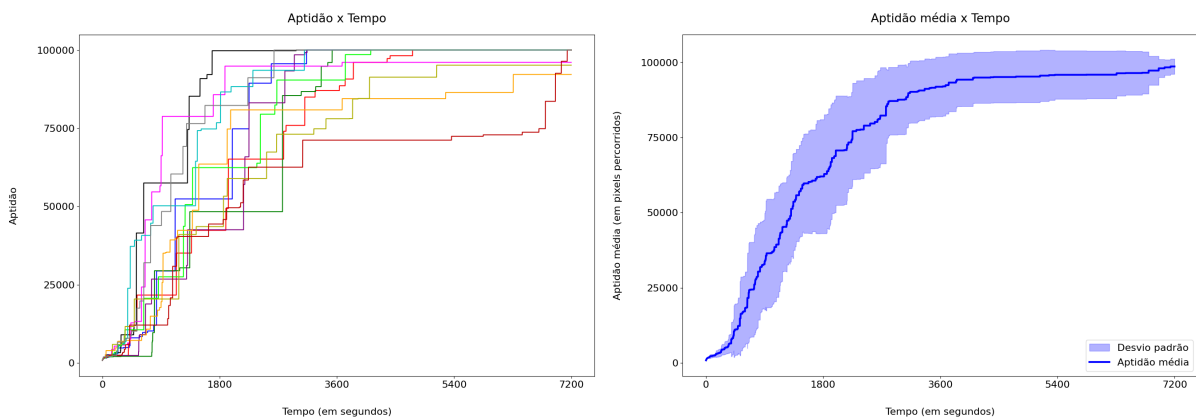 Aptidão x Tempo
100000
75000
50000
25000
0
Aptidão
0 1800 3600 5400 7200
Tempo (em segundos)
Aptidão média x Tempo
100000
75000
50000
25000
0
Aptidão média (em pixels percorridos)
Desvio padrão
Aptidão média
0 1800 3600 5400 7200
Tempo (em segundos)